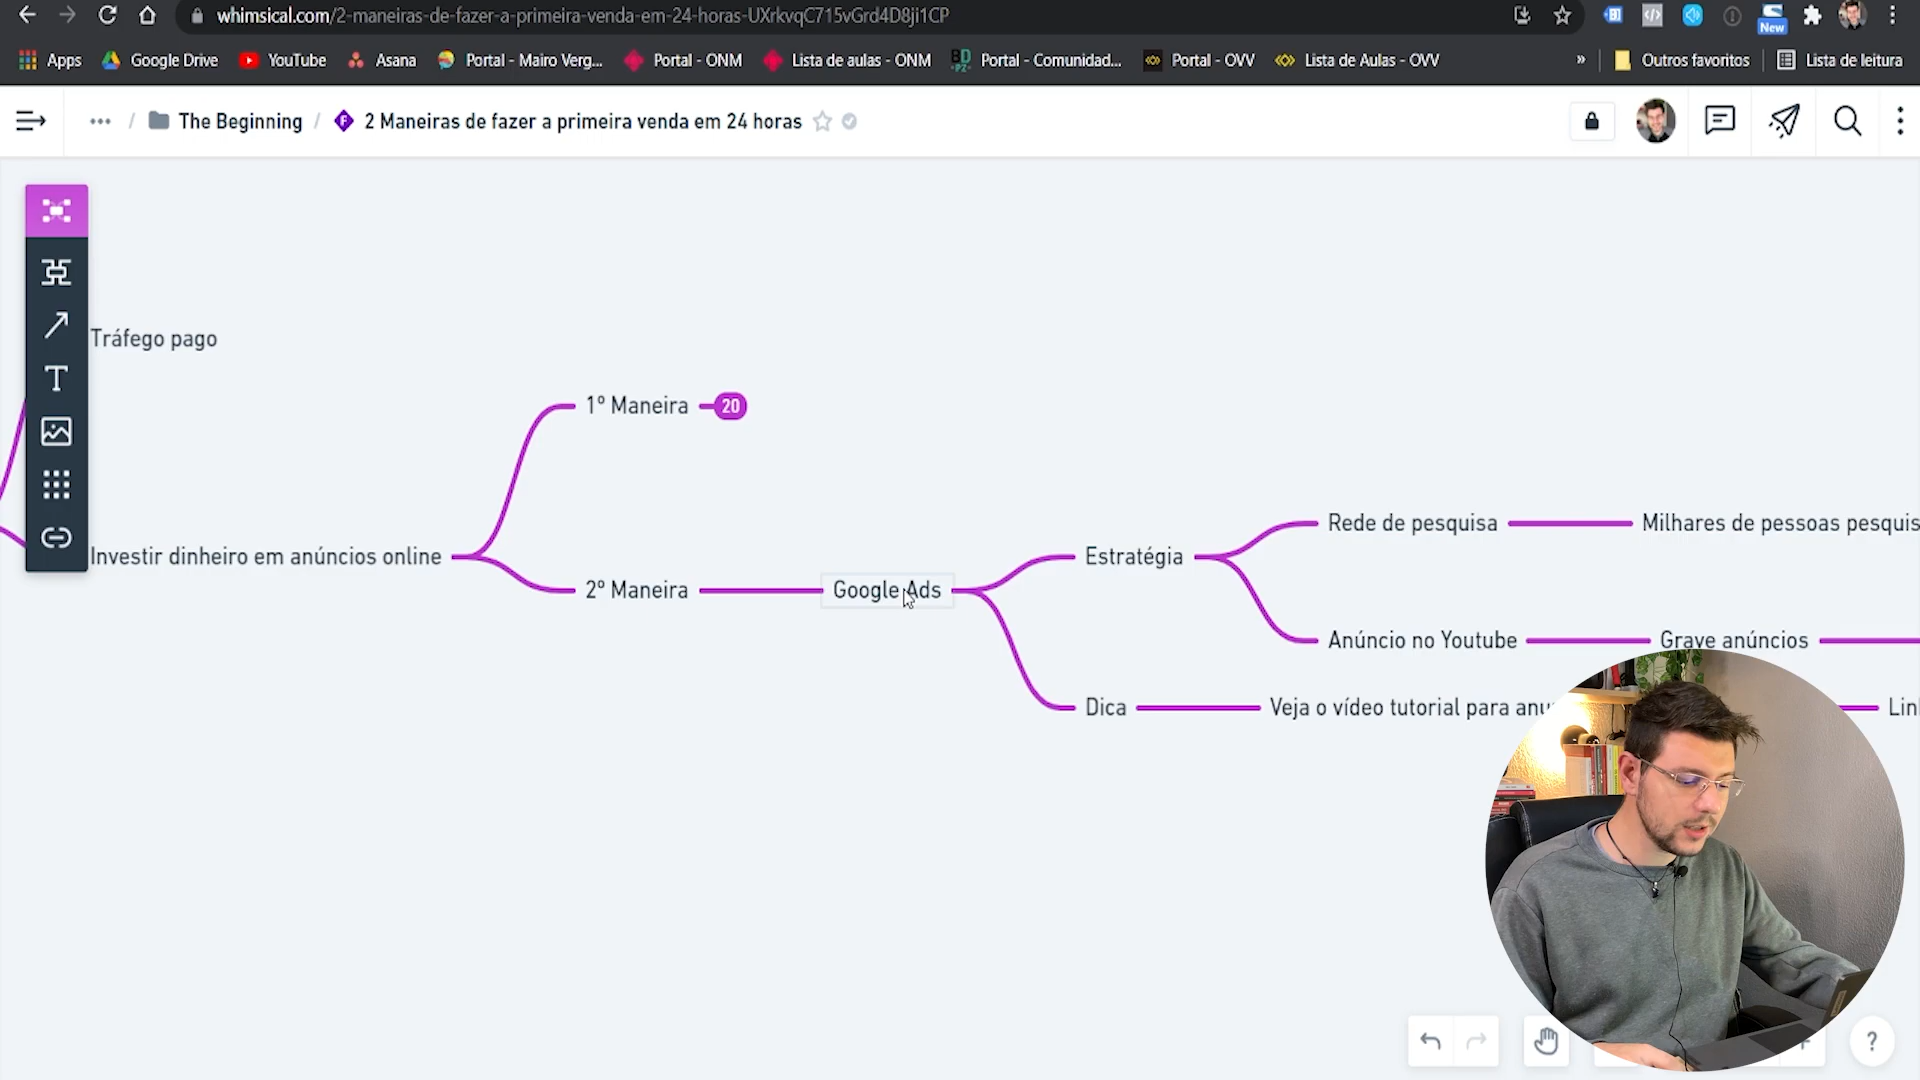 whimsical.com/2-maneiras-de-fazer-a-primeira-venda-em-24-horas-UXrkvqC715vGrd4D8ji1CP
New
Apps
Google Drive
YouTube
Asana
Portal - Mairo Verg...
Portal - ONM
Lista de aulas - ONM
Portal - Comunidad...
Portal - OVV
Lista de Aulas - OVV
»
Outros favoritos
Lista de leitura
... / The Beginning / 2 Maneiras de fazer a primeira venda em 24 horas
Tráfego pago
1º Maneira
20
Rede de pesquisa
Milhares de pessoas pesquis
Investir dinheiro em anúncios online
Estratégia
2º Maneira
Google Ads
Anúncio no Youtube
Grave anúncios
Dica
Veja o vídeo tutorial para anu
Lin
?